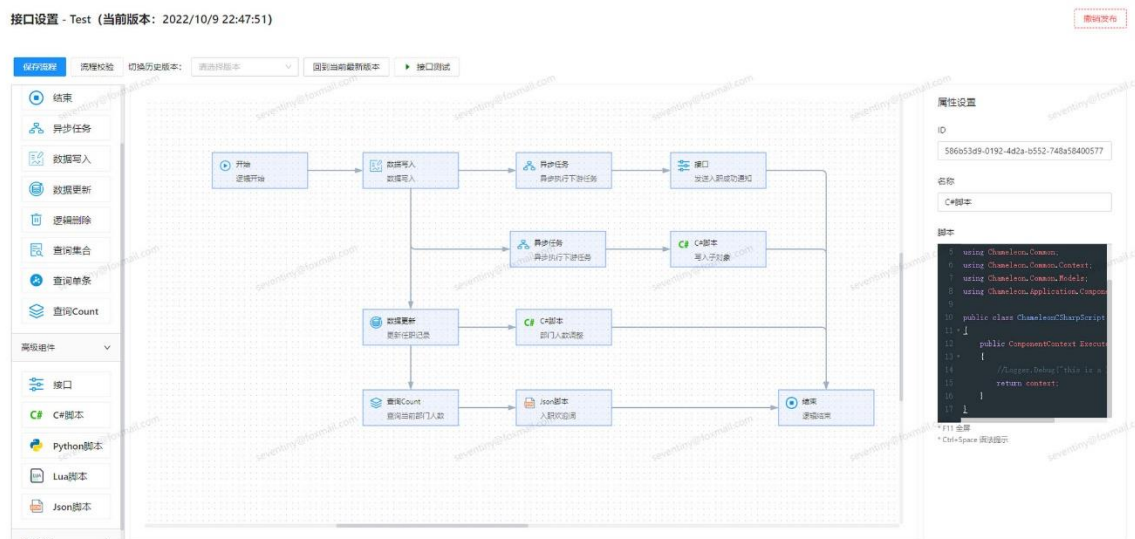 接口设置 - Test (当前版本：2022/10/9 22:47:51)
撤销发布
保存流程 流程校验 切换历史版本： 请选择版本 回到当前最新版本 接口测试
结束
异步任务
数据写入
数据更新
逻辑删除
查询集合
查询单条
查询Count
高级组件
接口
C# C#脚本
Python脚本
Lua脚本
Json脚本
开始
逻辑开始
数据写入
数据写入
异步任务
异步执行下游任务
接口
发送入职成功通知
异步任务
异步执行下游任务
C# C#脚本
写入子对象
数据更新
更新任职记录
C# C#脚本
部门人数调整
查询Count
查询当前部门人数
Json脚本
入职欢迎词
结束
逻辑结束
属性设置
ID
586b53d9-0192-4d2a-b552-748a58400577
名称
C#脚本
脚本
5 using Chameleon.Common;
6 using Chameleon.Common.Context;
7 using Chameleon.Common.Models;
8 using Chameleon.Application.Compone
9
10 public class ChameleonCSharpScript
11 {
12 public ComponentContext Execute
13 {
14 //Logger.Debug("this is a
15 return context;
16 }
17 }
* F11 全屏
* Ctrl+Space 语法提示
seventiny@foxmail.com